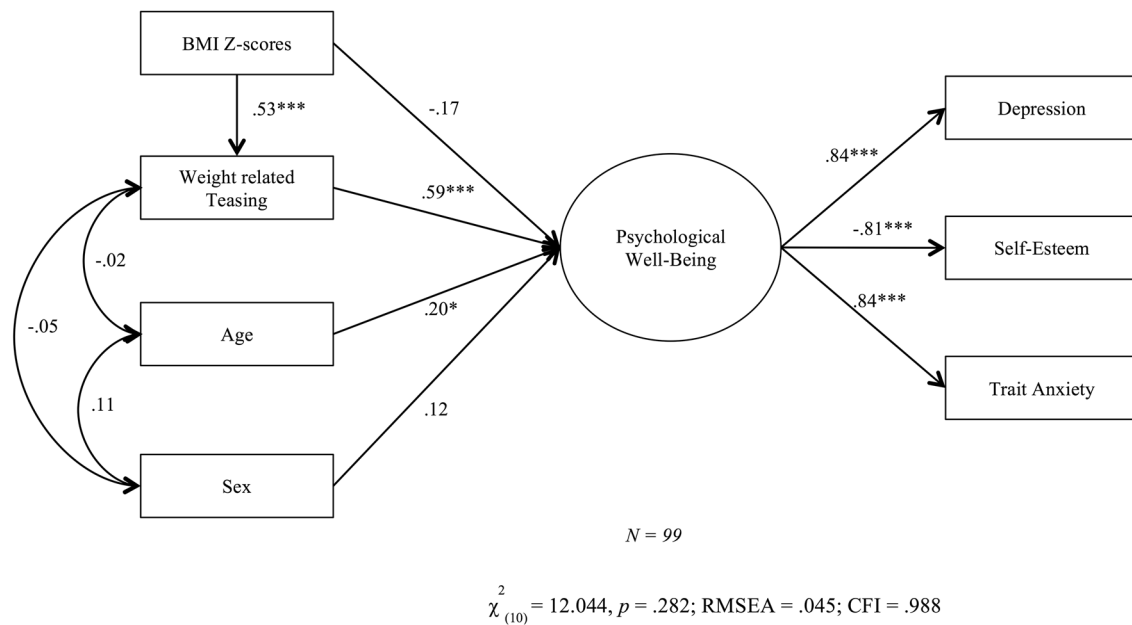 BMI Z-scores
.53***
-.17
Weight related
Teasing
.59***
-.02
-.05
Age
.20*
.11
.12
Sex
Psychological
Well-Being
.84***
Depression
-.81***
Self-Esteem
.84***
Trait Anxiety
N = 99
χ²(10) = 12.044, p = .282; RMSEA = .045; CFI = .988